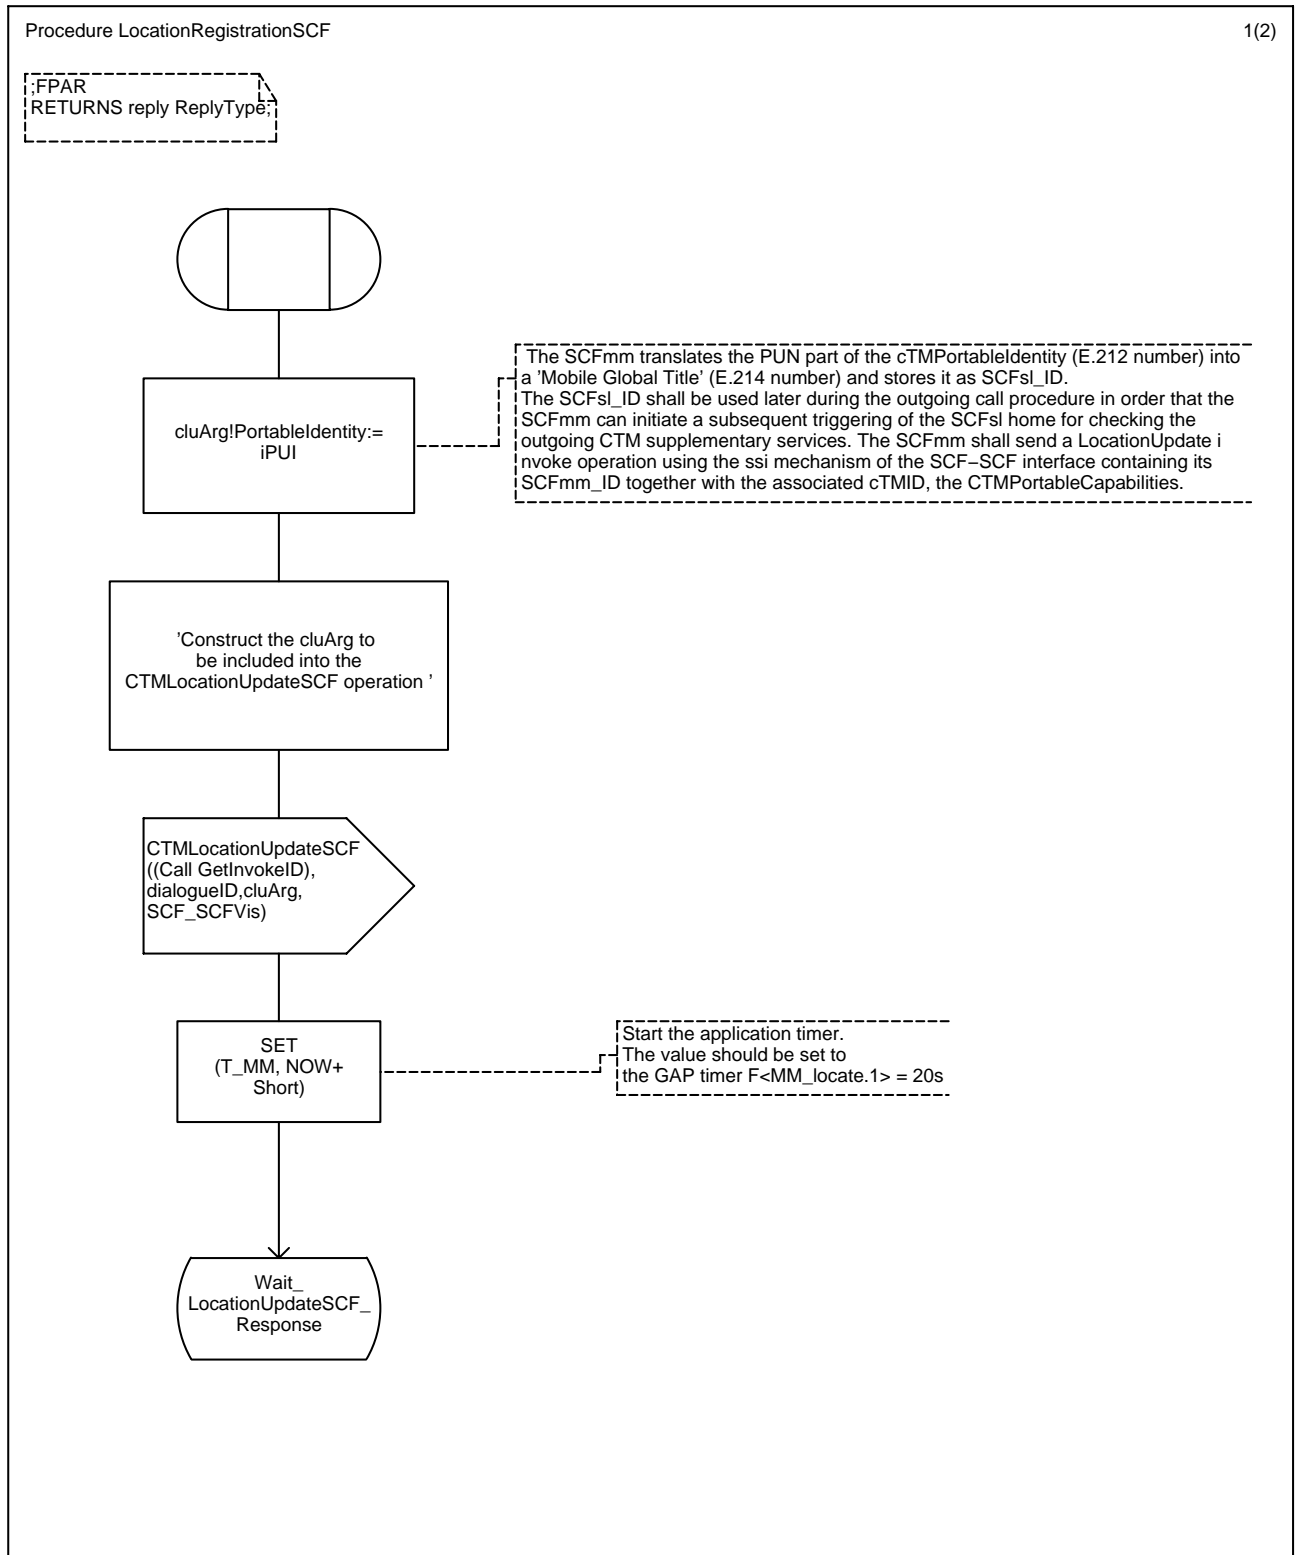 Procedure LocationRegistrationSCF
1(2)
;FPAR
RETURNS reply ReplyType;
The SCFmm translates the PUN part of the cTMPortableIdentity (E.212 number) into
a ’Mobile Global Title’ (E.214 number) and stores it as SCFsl_ID.
The SCFsl_ID shall be used later during the outgoing call procedure in order that the
SCFmm can initiate a subsequent triggering of the SCFsl home for checking the
outgoing CTM supplementary services. The SCFmm shall send a LocationUpdate i
nvoke operation using the ssi mechanism of the SCF−SCF interface containing its
SCFmm_ID together with the associated cTMID, the CTMPortableCapabilities.
cluArg!PortableIdentity:=
iPUI
’Construct the cluArg to
be included into the
CTMLocationUpdateSCF operation ’
CTMLocationUpdateSCF
((Call GetInvokeID),
dialogueID,cluArg,
SCF_SCFVis)
SET
(T_MM, NOW+
Short)
Start the application timer.
The value should be set to
the GAP timer F<MM_locate.1> = 20s
Wait_
LocationUpdateSCF_
Response